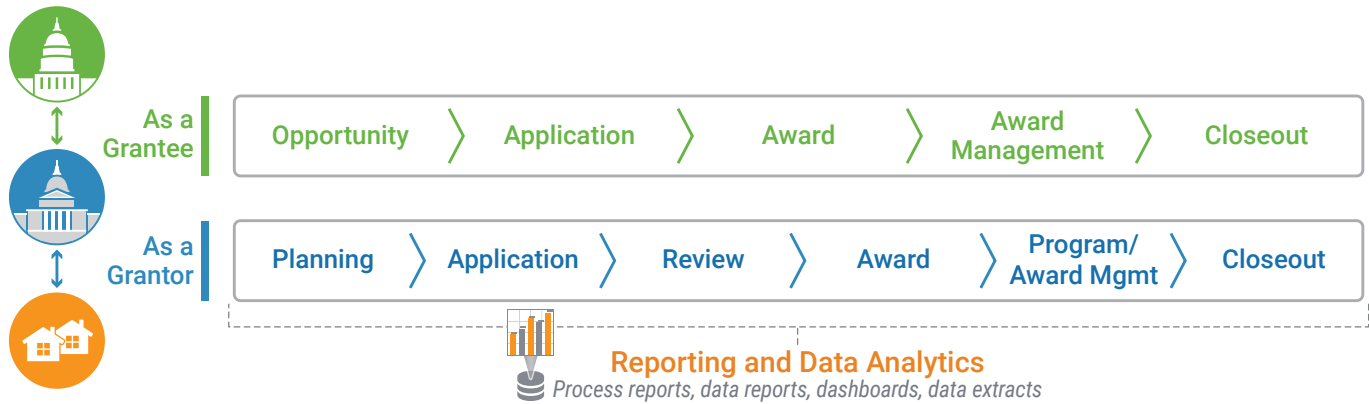 As a
Grantee
Opportunity
Application
Award
Award
Management
Closeout
As a
Grantor
Planning
Application
Review
Award
Program/
Award Mgmt
Closeout
Reporting and Data Analytics
Process reports, data reports, dashboards, data extracts